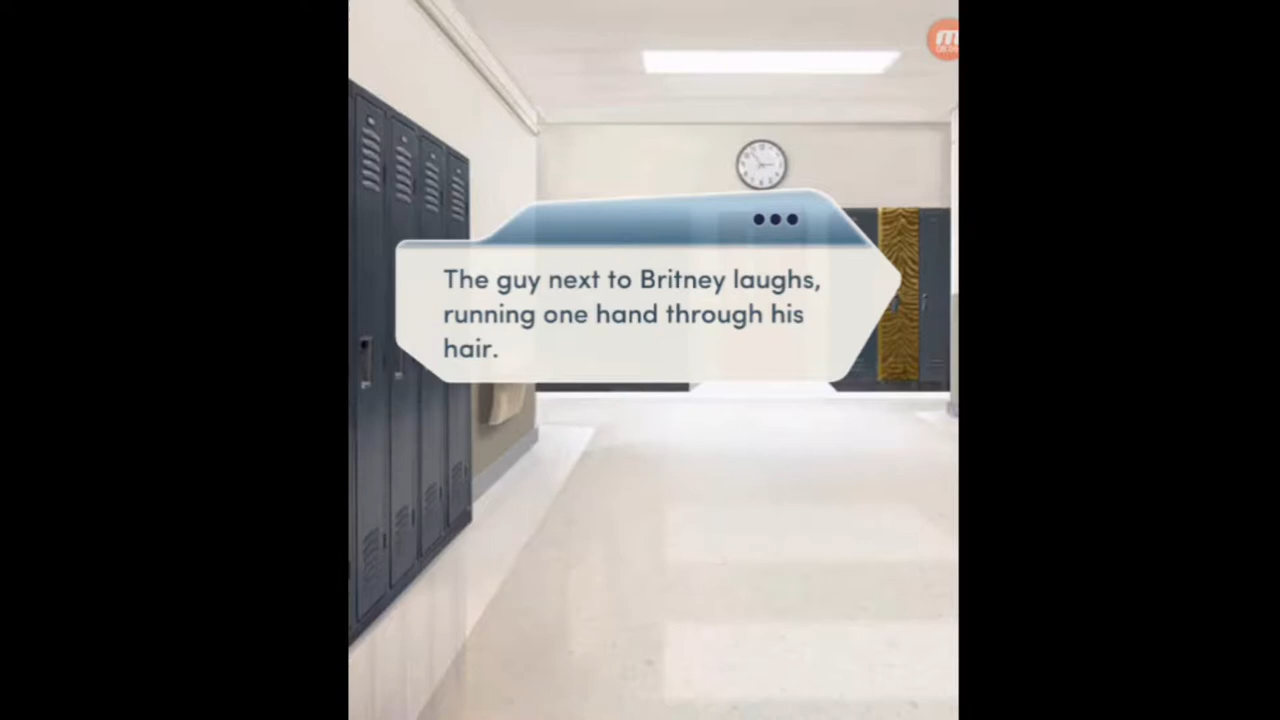 The guy next to Britney laughs,
running one hand through his
hair.